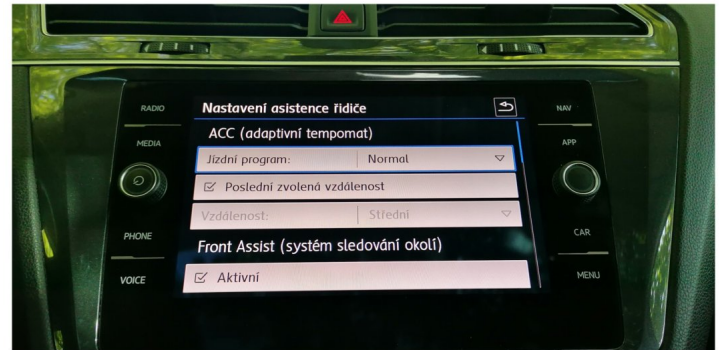 RADIO
MEDIA
PHONE
VOICE
Nastavení asistence řidiče
ACC (adaptivní tempomat)
Jízdní program: Normal
Poslední zvolená vzdálenost
Vzdálenost: Střední
Front Assist (systém sledování okolí)
Aktivní
NAV
APP
CAR
MENU